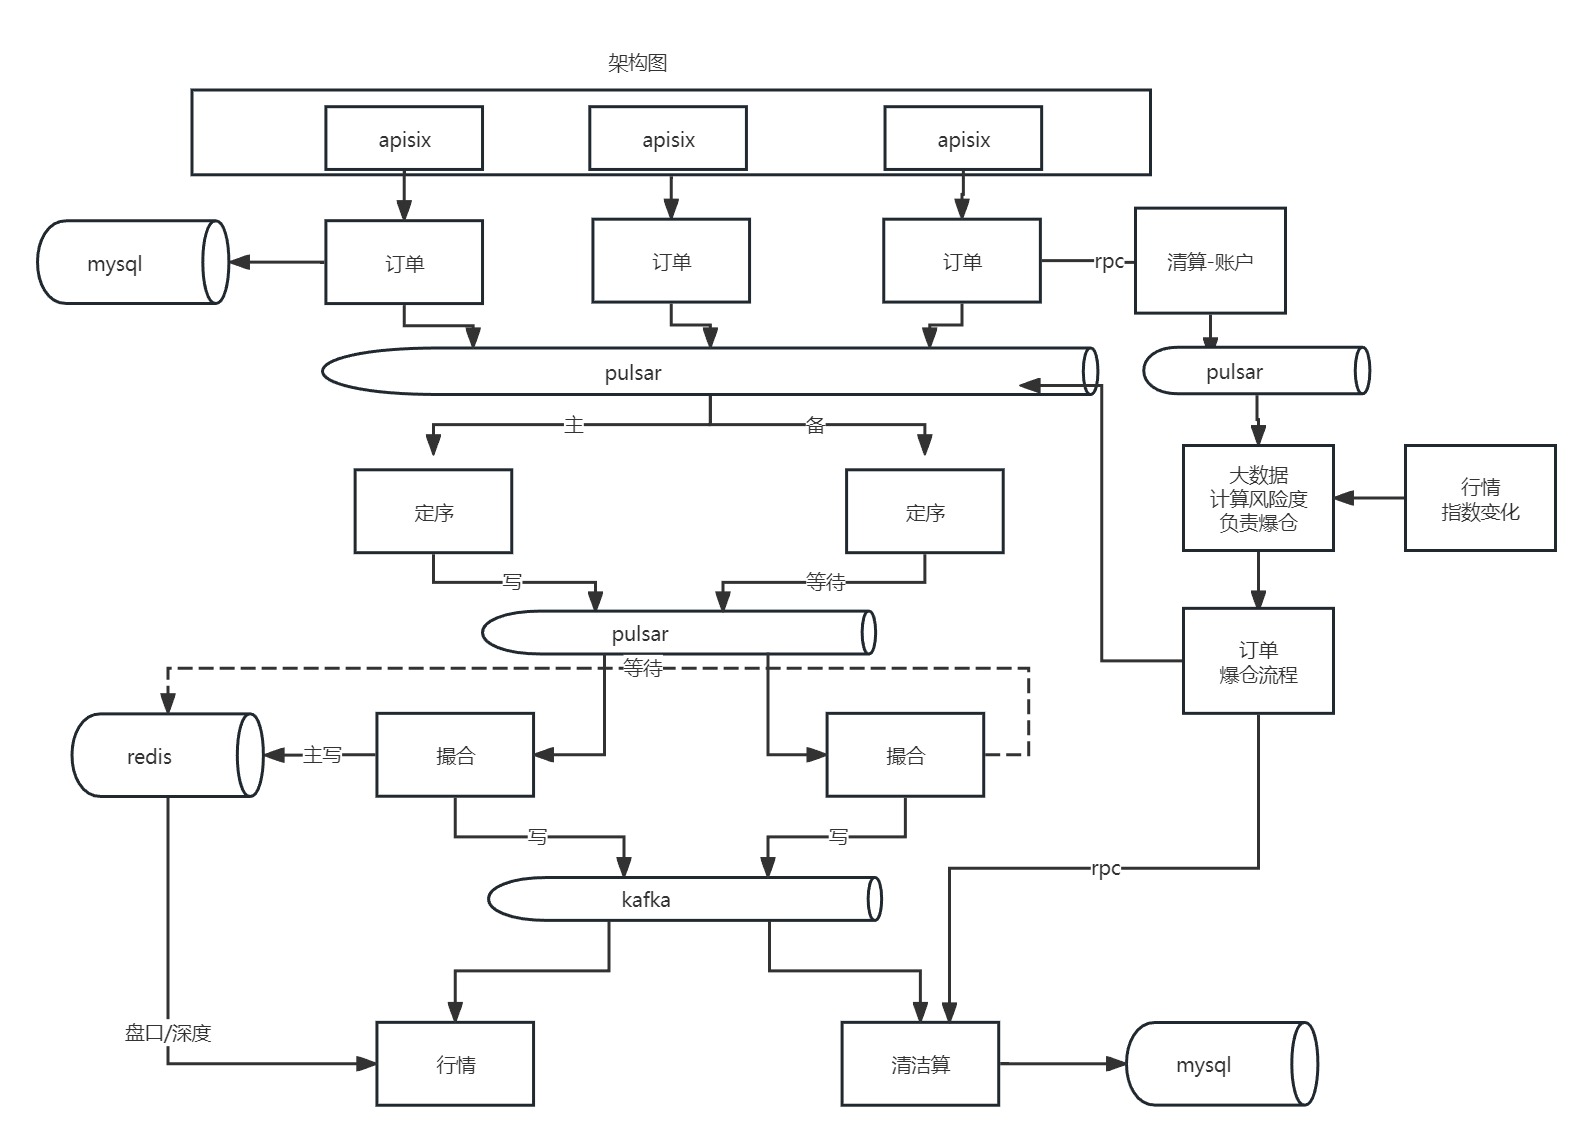 架构图
apisix
apisix
apisix
mysql
订单
订单
订单
rpc
清算-账户
pulsar
pulsar
主
备
定序
定序
大数据
计算风险度
负责爆仓
行情
指数变化
写
等待
pulsar
等待
订单
爆仓流程
redis
主写
撮合
撮合
写
写
rpc
kafka
盘口/深度
行情
清洁算
mysql